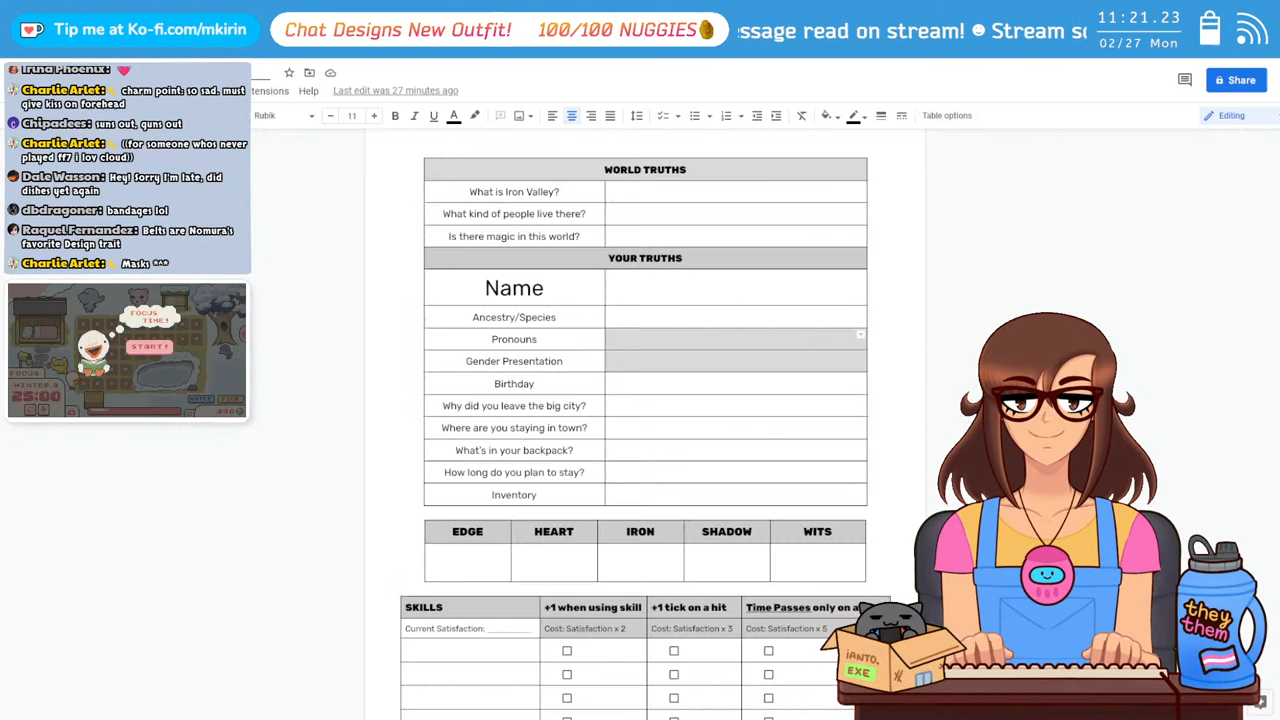 Tip me at Ko-fi.com/mkirin
Chat Designs New Outfit! 100/100 NUGGIES
ssage read on stream! ☻ Stream sc
11:21.23
02/27 Mon
Irina Phoenix:
Charlie Arlet: charm point: so sad. must
give kiss on forehead
Chipadees: suns out, gun out
Charlie Arlet: ((for someone whos never
played ff7 i lov cloud))
Dale Wasson: Hey! Sorry I'm late, did
dishes yet again
dbdragoner: bandages lol
Raquel Fernandez: Belts are Nomura's
favorite Design trait
Charlie Arlet: Masks ^^^
tensions Help Last edit was 27 minutes ago
Share
Rubik 11 B I U A Table options Editing
WORLD TRUTHS
What is Iron Valley?
What kind of people live there?
Is there magic in this world?
YOUR TRUTHS
Name
Ancestry/Species
Pronouns
Gender Presentation
Birthday
Why did you leave the big city?
Where are you staying in town?
What's in your backpack?
How long do you plan to stay?
Inventory
EDGE HEART IRON SHADOW WITS
SKILLS +1 when using skill +1 tick on a hit Time Passes only on a
Current Satisfaction: Cost: Satisfaction x 2 Cost: Satisfaction x 3 Cost: Satisfaction x 5
FOCUS
TIME!
START!
FOCUS
WINTER
25:00
IANTO.
EXE
they
them